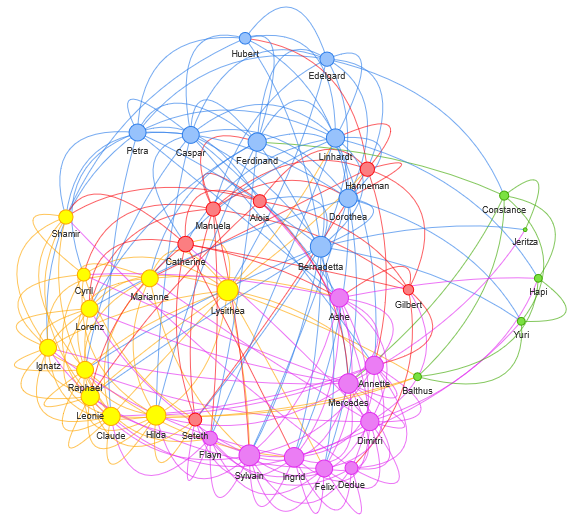 Hubert
Edelgard
Petra
Caspar
Ferdinand
Linhardt
Hanneman
Constance
Dorothea
Manuela
Alois
Shamir
Jeritza
Catherine
Bernadetta
Cyril
Marianne
Lysithea
Hapi
Gilbert
Ashe
Lorenz
Yuri
Ignatz
Raphael
Annette
Balthus
Mercedes
Leonie
Claude
Hilda
Seteth
Dimitri
Flayn
Sylvain
Ingrid
Felix
Dedue